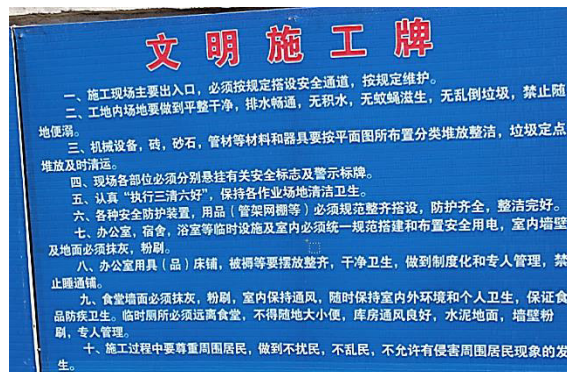 文明施工牌
一、施工现场主要出入口，必须按规定搭设安全通道，按规定维护。
二、工地内场地要做到平整干净，排水畅通，无积水，无蚊蝇滋生，无乱倒垃圾，禁止随
地便溺。
三、机械设备，砖，砂石，管材等材料和器具要按平面图所布置分类堆放整洁，垃圾定点
堆放及时清运。
四、现场各部位必须分别悬挂有关安全标志及警示标牌。
五、认真“执行三清六好”，保持各作业场地清洁卫生。
六、各种安全防护装置，用品（管架网棚等）必须规范整齐搭设，防护齐全，整洁完好。
七、办公室，宿舍，浴室等临时设施及室内必须统一规范搭建和布置安全用电，室内墙壁
及地面必须抹灰，粉刷。
八、办公室用具（品）床铺，被褥等要摆放整齐，干净卫生，做到制度化和专人管理，禁
止睡通铺。
九、食堂墙面必须抹灰，粉刷，室内保持通风，随时保持室内外环境和个人卫生，保证食
品防疾卫生。临时厕所必须远离食堂，不得随地大小便，库房通风良好，水泥地面，墙壁粉
刷，专人管理。
十、施工过程中要尊重周围居民，做到不扰民，不乱民，不允许有侵害周围居民现象的发
生。